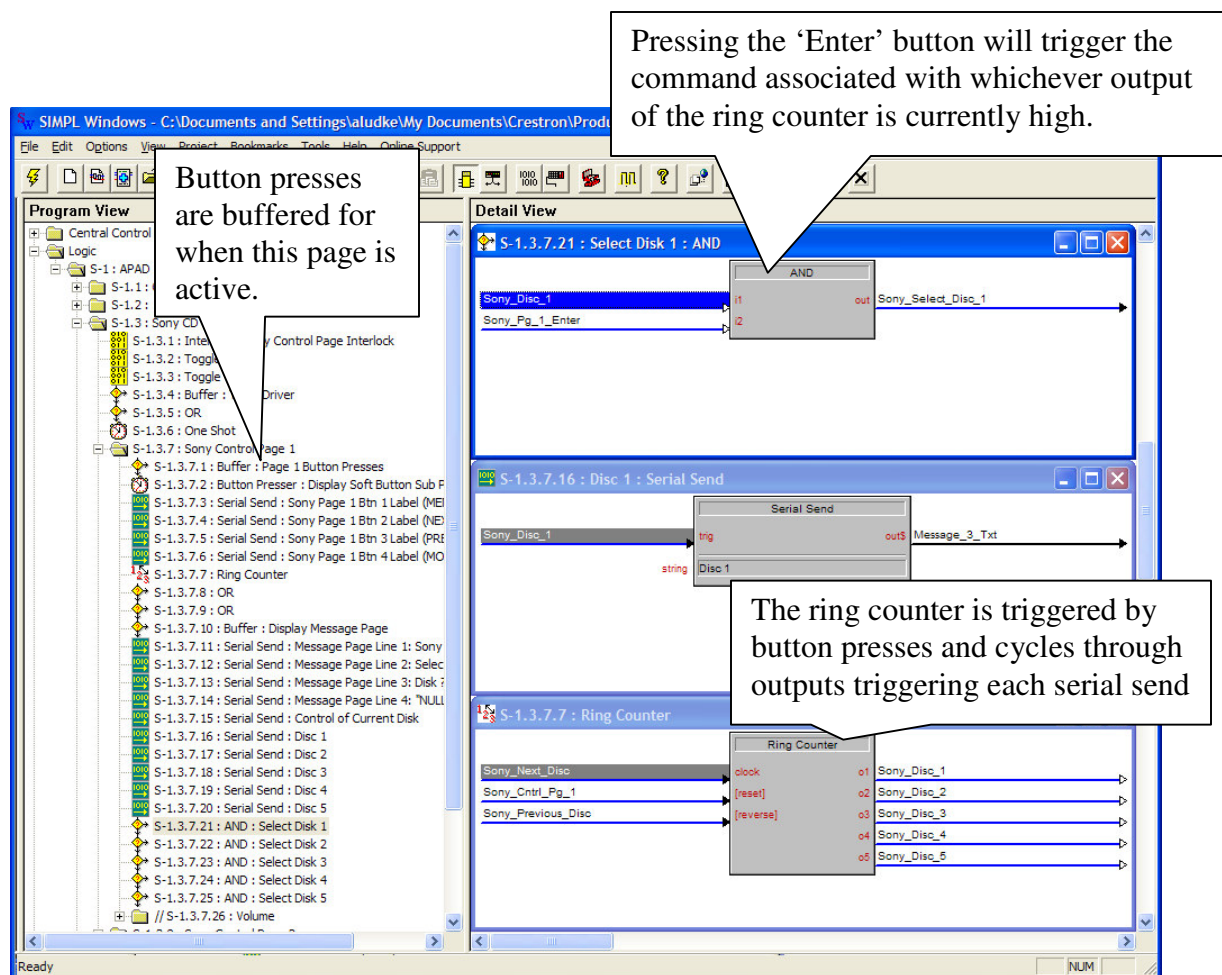 Pressing the ‘Enter’ button will trigger the
command associated with whichever output
of the ring counter is currently high.
SIMPL Windows - C:\Documents and Settings\aludke\My Documents\Crestron\Produ
File Edit Options View Project Bookmarks Tools Help Online Support
Button presses
are buffered for
when this page is
active.
Program View
Central Control
Logic
S-1 : APAD
S-1.1 :
S-1.2 :
S-1.3 : Sony CD
S-1.3.1 : Inte y Control Page Interlock
S-1.3.2 : Toggle
S-1.3.3 : Toggle
S-1.3.4 : Buffer : Driver
S-1.3.5 : OR
S-1.3.6 : One Shot
S-1.3.7 : Sony Control Page 1
S-1.3.7.1 : Buffer : Page 1 Button Presses
S-1.3.7.2 : Button Presser : Display Soft Button Sub P
S-1.3.7.3 : Serial Send : Sony Page 1 Btn 1 Label (ME
S-1.3.7.4 : Serial Send : Sony Page 1 Btn 2 Label (NE
S-1.3.7.5 : Serial Send : Sony Page 1 Btn 3 Label (PRE
S-1.3.7.6 : Serial Send : Sony Page 1 Btn 4 Label (MO
S-1.3.7.7 : Ring Counter
S-1.3.7.8 : OR
S-1.3.7.9 : OR
S-1.3.7.10 : Buffer : Display Message Page
S-1.3.7.11 : Serial Send : Message Page Line 1: Sony
S-1.3.7.12 : Serial Send : Message Page Line 2: Selec
S-1.3.7.13 : Serial Send : Message Page Line 3: Disk ?
S-1.3.7.14 : Serial Send : Message Page Line 4: "NULL
S-1.3.7.15 : Serial Send : Control of Current Disk
S-1.3.7.16 : Serial Send : Disc 1
S-1.3.7.17 : Serial Send : Disc 2
S-1.3.7.18 : Serial Send : Disc 3
S-1.3.7.19 : Serial Send : Disc 4
S-1.3.7.20 : Serial Send : Disc 5
S-1.3.7.21 : AND : Select Disk 1
S-1.3.7.22 : AND : Select Disk 2
S-1.3.7.23 : AND : Select Disk 3
S-1.3.7.24 : AND : Select Disk 4
S-1.3.7.25 : AND : Select Disk 5
// S-1.3.7.26 : Volume
Detail View
S-1.3.7.21 : Select Disk 1 : AND
AND
Sony_Disc_1 i1 out Sony_Select_Disc_1
Sony_Pg_1_Enter i2
S-1.3.7.16 : Disc 1 : Serial Send
Serial Send
Sony_Disc_1 trig out$ Message_3_Txt
string Disc 1
The ring counter is triggered by
button presses and cycles through
outputs triggering each serial send
S-1.3.7.7 : Ring Counter
Ring Counter
Sony_Next_Disc clock o1 Sony_Disc_1
Sony_Cntrl_Pg_1 [reset] o2 Sony_Disc_2
Sony_Previous_Disc [reverse] o3 Sony_Disc_3
o4 Sony_Disc_4
o5 Sony_Disc_5
Ready
NUM